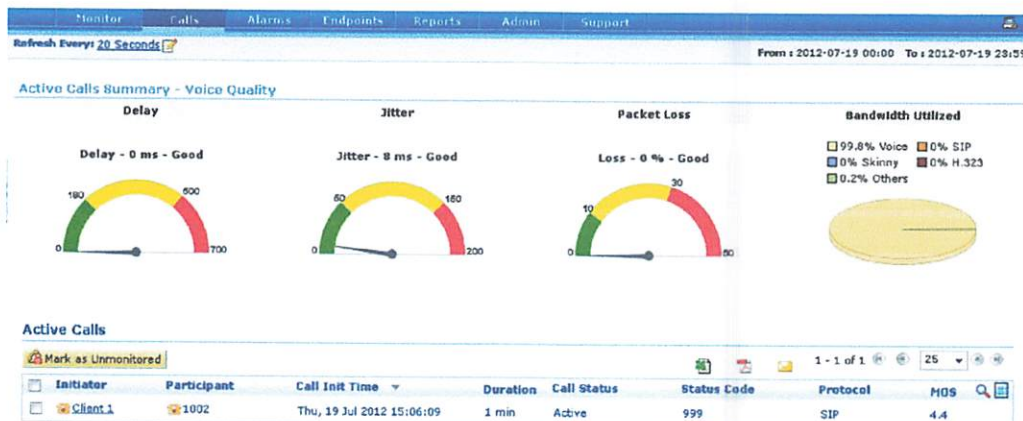 Monitor Calls Alarms Endpoints Reports Admin Support
Refresh Every: 20 Seconds
From : 2012-07-19 00:00 To : 2012-07-19 23:59
Active Calls Summary - Voice Quality
Delay Jitter Packet Loss Bandwidth Utilized
Delay - 0 ms - Good Jitter - 8 ms - Good Loss - 0 % - Good
99.8% Voice 0% SIP
0% Skinny 0% H.323
0.2% Others
180 500 50 150 10 30
0 700 0 200 0 50
Active Calls
Mark as Unmonitored
1 - 1 of 1 25
Initiator Participant Call Init Time Duration Call Status Status Code Protocol MOS
Client 1 1002 Thu, 19 Jul 2012 15:06:09 1 min Active 999 SIP 4.4